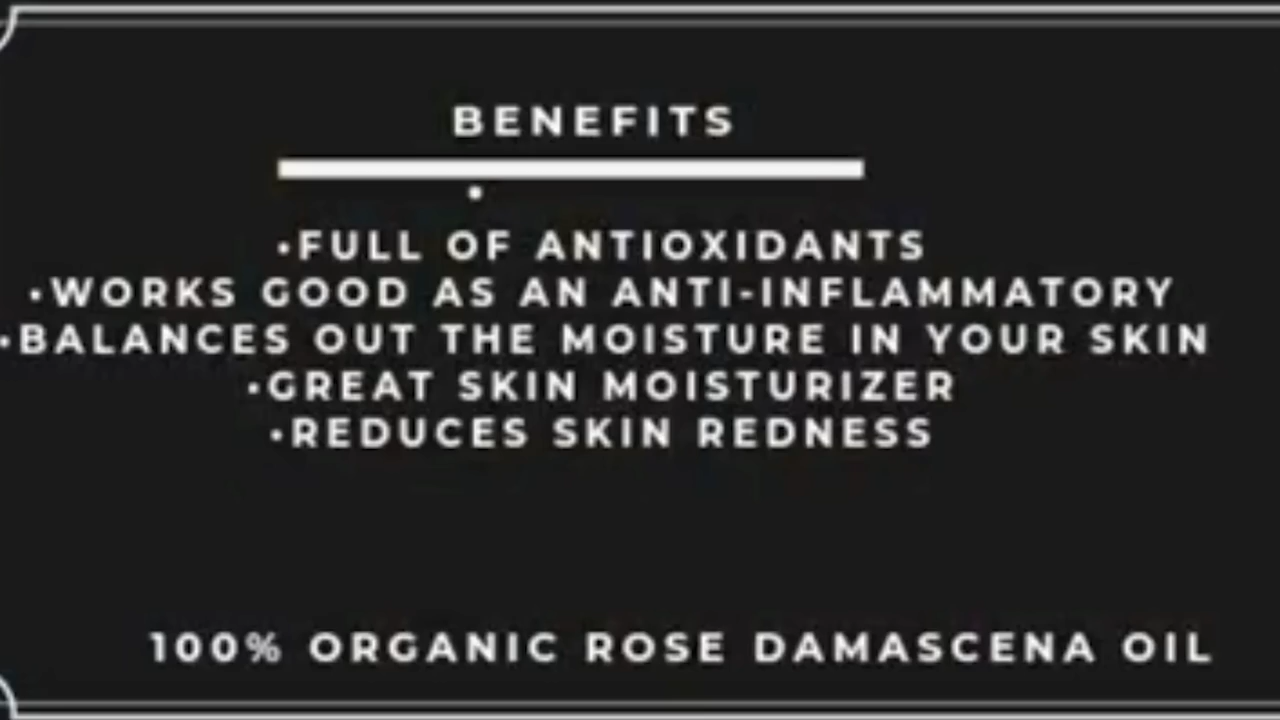 BENEFITS
•
•FULL OF ANTIOXIDANTS
•WORKS GOOD AS AN ANTI-INFLAMMATORY
•BALANCES OUT THE MOISTURE IN YOUR SKIN
•GREAT SKIN MOISTURIZER
•REDUCES SKIN REDNESS
100% ORGANIC ROSE DAMASCENA OIL